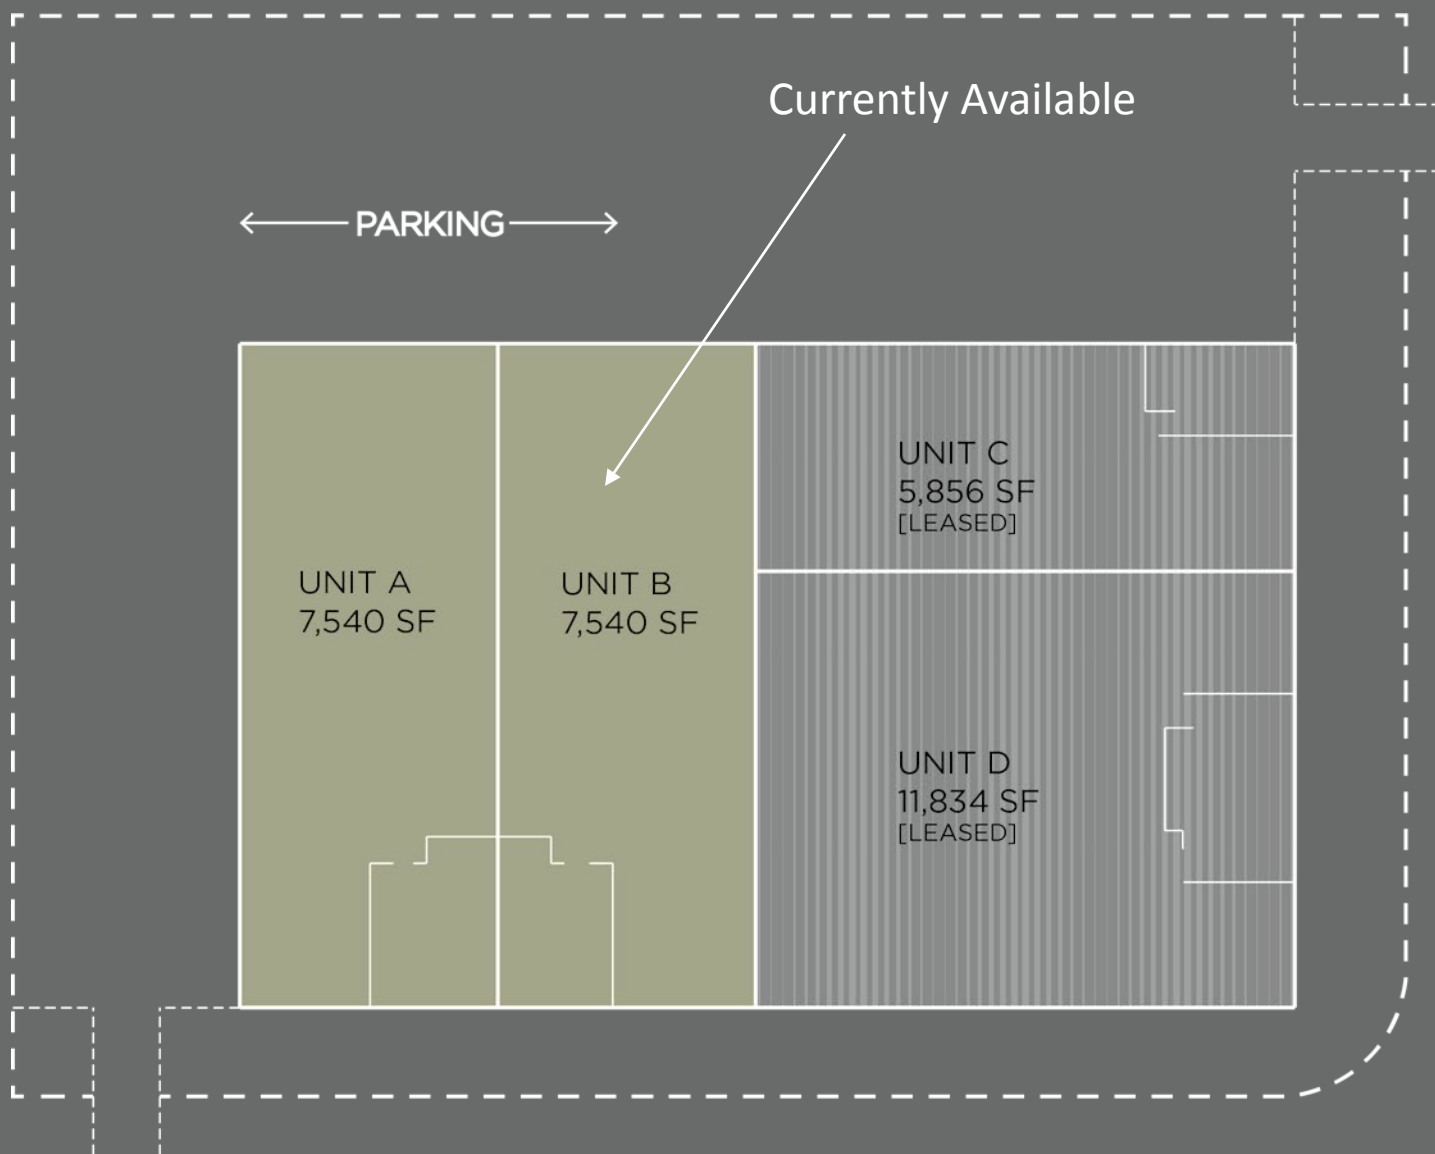 Currently Available
PARKING
UNIT A
7,540 SF
UNIT B
7,540 SF
UNIT C
5,856 SF
[LEASED]
UNIT D
11,834 SF
[LEASED]